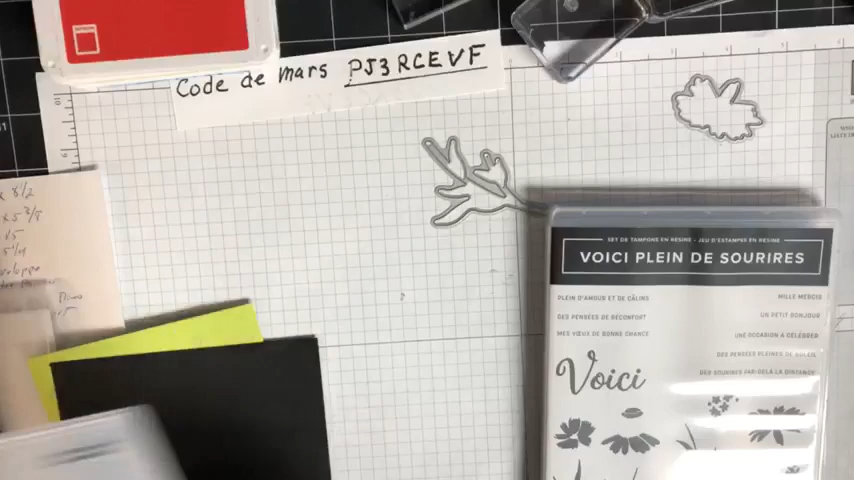 Code de mars PJ3RCEVF
SET DE TAMPONS EN RÉSINE • JEU D'ESTAMPES EN RÉSINE
VOICI PLEIN DE SOURIRES
PLEIN D'AMOUR ET DE CÂLINS
MILLE MERCIS
DES PENSÉES DE RÉCONFORT
UN PETIT BONJOUR
MES VŒUX DE BONNE CHANCE
UNE OCCASION À CÉLÉBRER
DES PENSÉES PLEINES DE SOLEIL
DES SOURIRES PAR-DELÀ LA DISTANCE
Voici